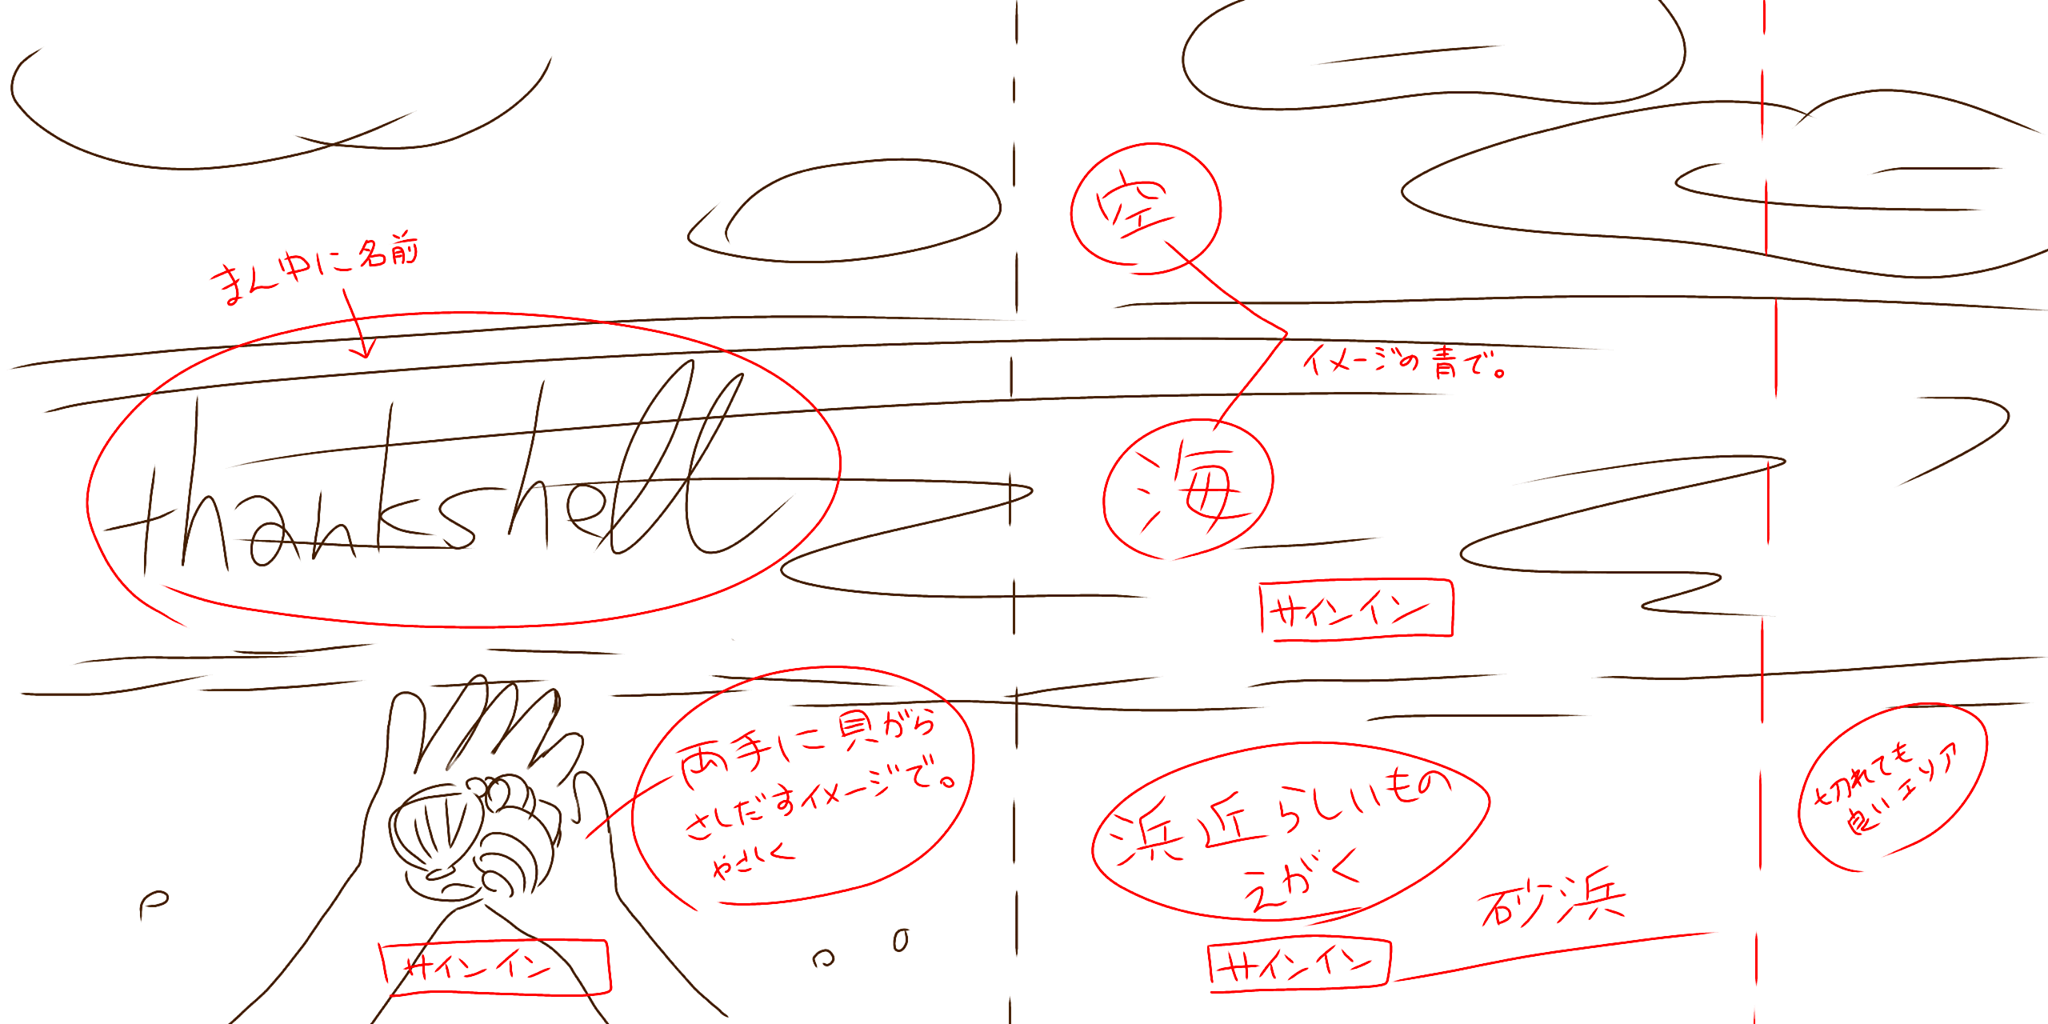 まん中に名前
thankshell
空
イメージの青で。
海
サインイン
両手に貝がら
さしだすイメージで。
やさしく
サインイン
浜辺らしいもの
えがく
サインイン
砂浜
切れても
良いエリア